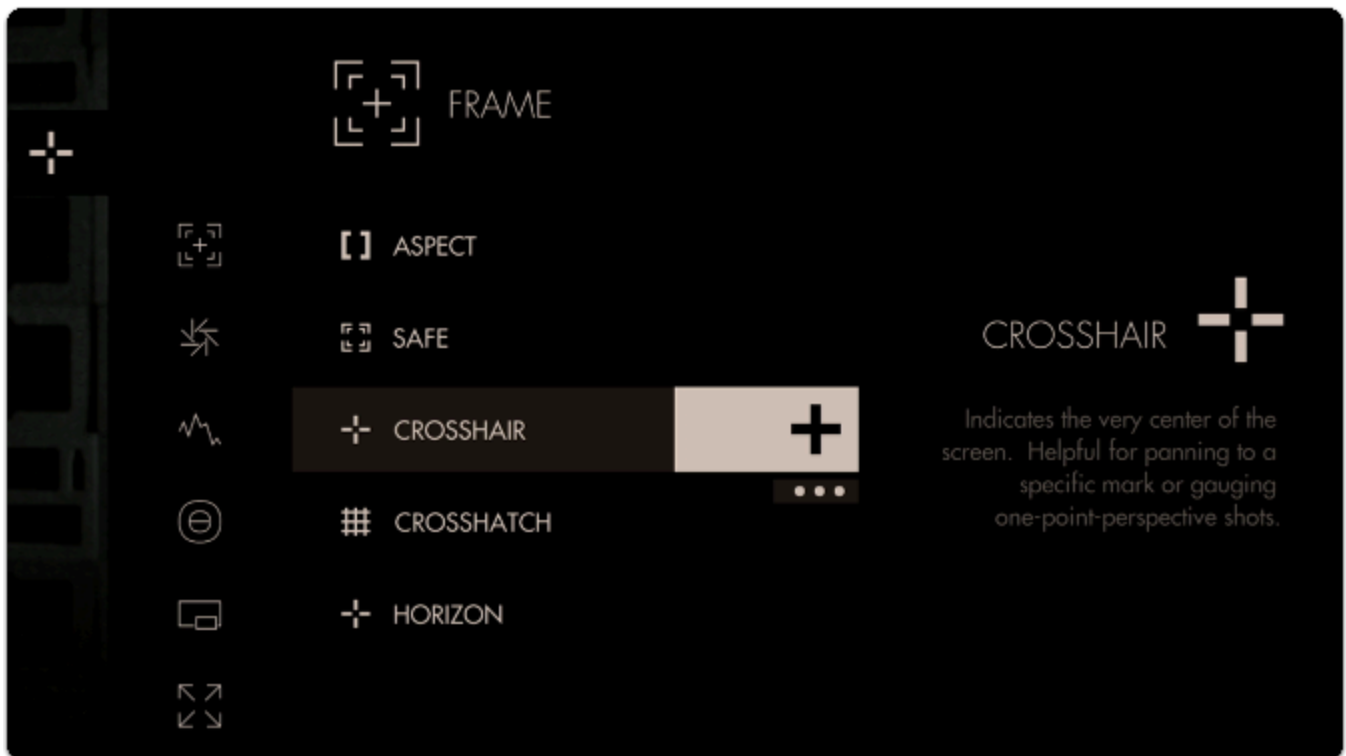 FRAME
ASPECT
SAFE
CROSSHAIR
CROSSHATCH
HORIZON
CROSSHAIR
Indicates the very center of the
screen. Helpful for panning to a
specific mark or gauging
one-point-perspective shots.